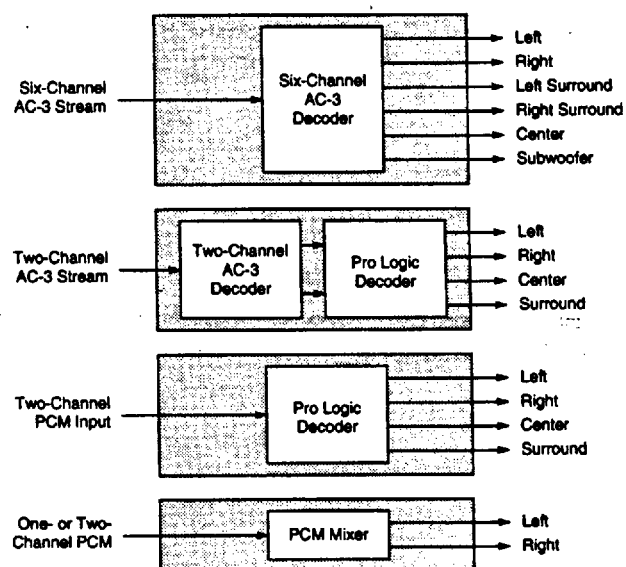 Six-Channel
AC-3 Stream
Six-Channel
AC-3
Decoder
Left
Right
Left Surround
Right Surround
Center
Subwoofer
Two-Channel
AC-3 Stream
Two-Channel
AC-3
Decoder
Pro Logic
Decoder
Left
Right
Center
Surround
Two-Channel
PCM Input
Pro Logic
Decoder
Left
Right
Center
Surround
One- or Two-
Channel PCM
PCM Mixer
Left
Right